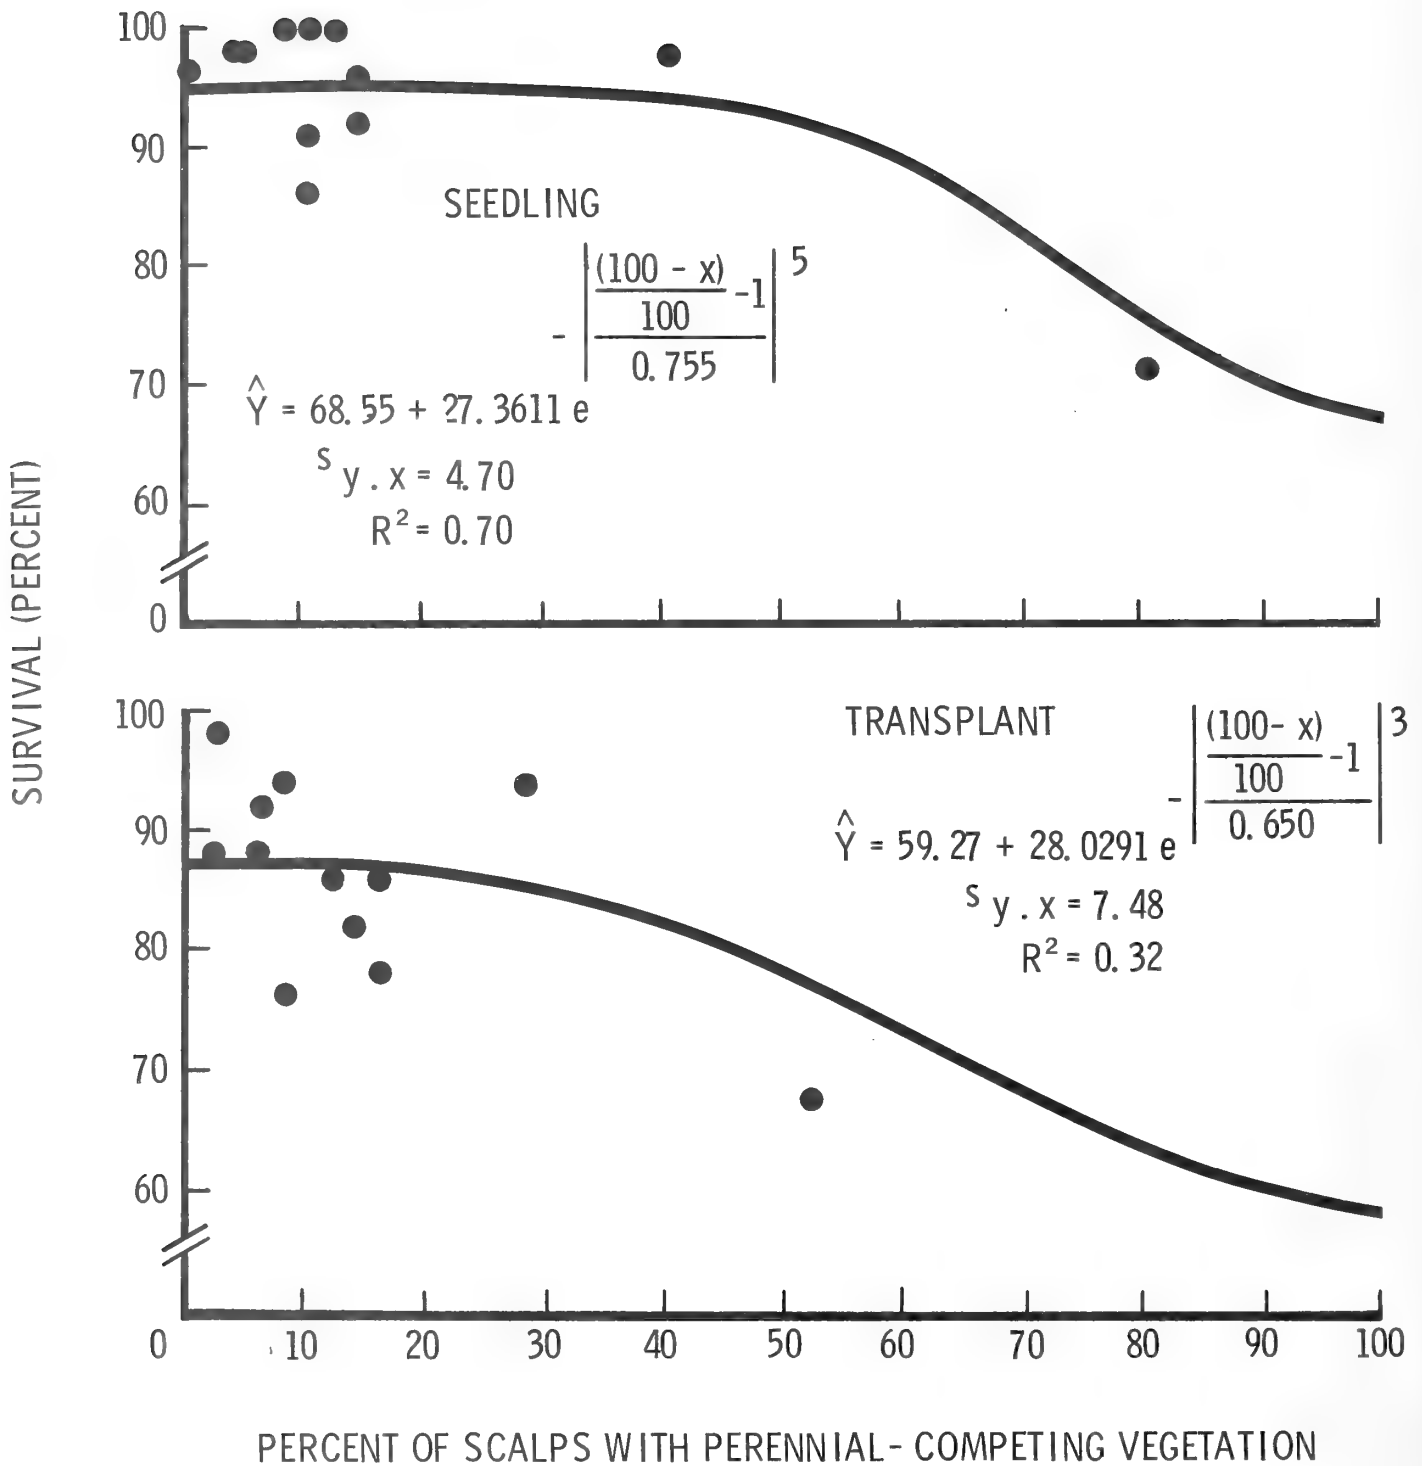 SURVIVAL (PERCENT)
100
90
80
70
60
0
SEEDLING
Ŷ = 68.55 + 27.3611 e
- | (100 - x) / 100 -1 / 0.755 | 5
s y . x = 4.70
R² = 0.70
100
90
80
70
60
TRANSPLANT
Ŷ = 59.27 + 28.0291 e
- | (100- x) / 100 -1 / 0.650 | 3
s y . x = 7.48
R² = 0.32
0 10 20 30 40 50 60 70 80 90 100
PERCENT OF SCALPS WITH PERENNIAL- COMPETING VEGETATION